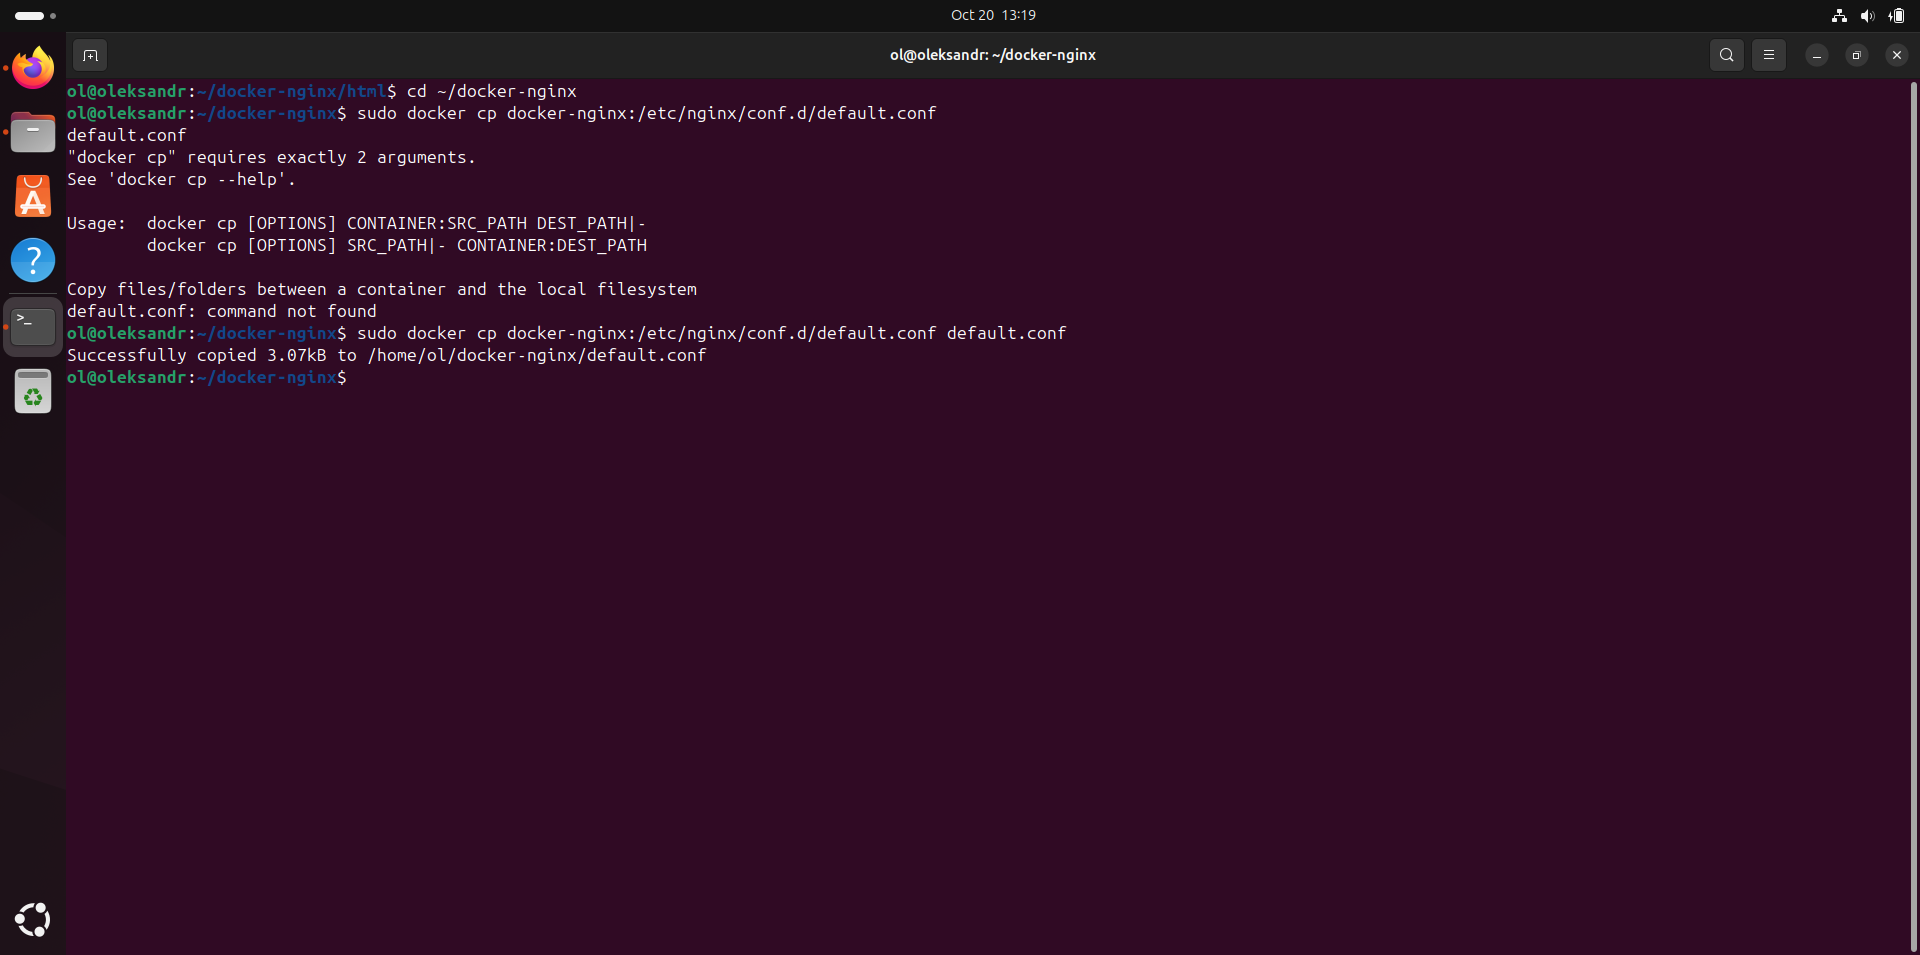 Oct 20 13:19
ol@oleksandr: ~/docker-nginx
ol@oleksandr:~/docker-nginx/html$ cd ~/docker-nginx
ol@oleksandr:~/docker-nginx$ sudo docker cp docker-nginx:/etc/nginx/conf.d/default.conf
default.conf
"docker cp" requires exactly 2 arguments.
See 'docker cp --help'.
Usage:  docker cp [OPTIONS] CONTAINER:SRC_PATH DEST_PATH|-
        docker cp [OPTIONS] SRC_PATH|- CONTAINER:DEST_PATH
Copy files/folders between a container and the local filesystem
default.conf: command not found
ol@oleksandr:~/docker-nginx$ sudo docker cp docker-nginx:/etc/nginx/conf.d/default.conf default.conf
Successfully copied 3.07kB to /home/ol/docker-nginx/default.conf
ol@oleksandr:~/docker-nginx$